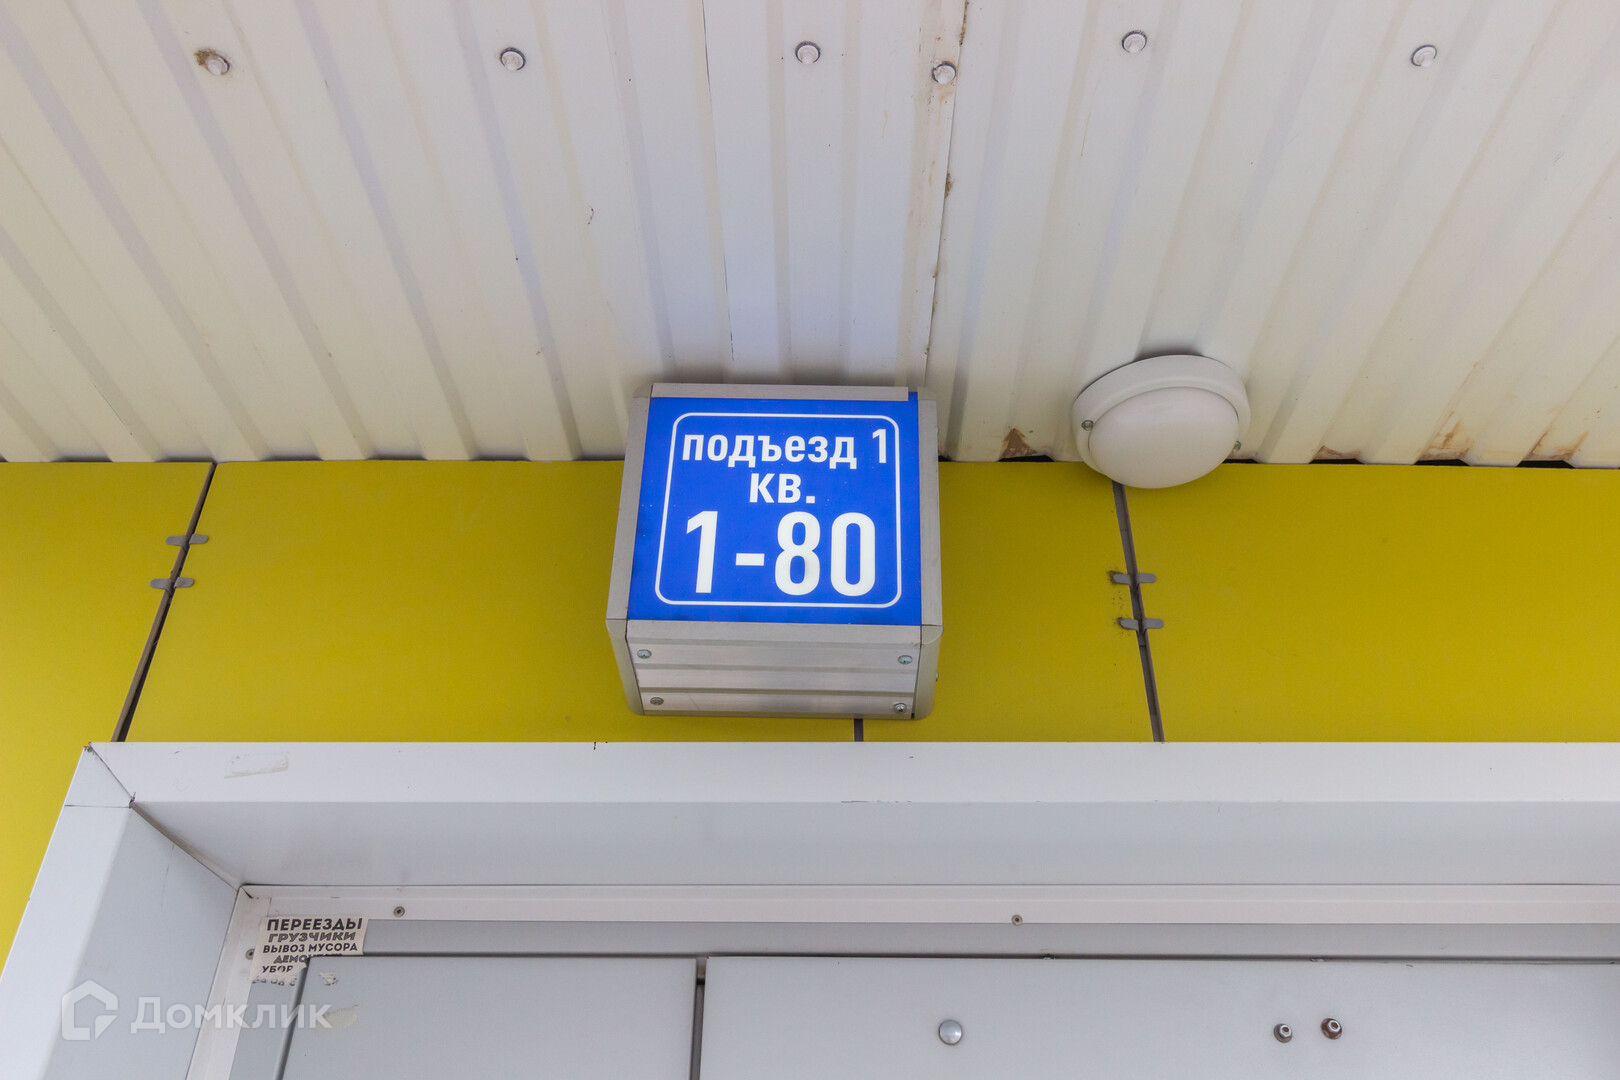 подъезд 1
кв.
1-80
ПЕРЕЕЗДЫ
ГРУЗЧИКИ
ВЫВОЗ МУСОРА
Домклик